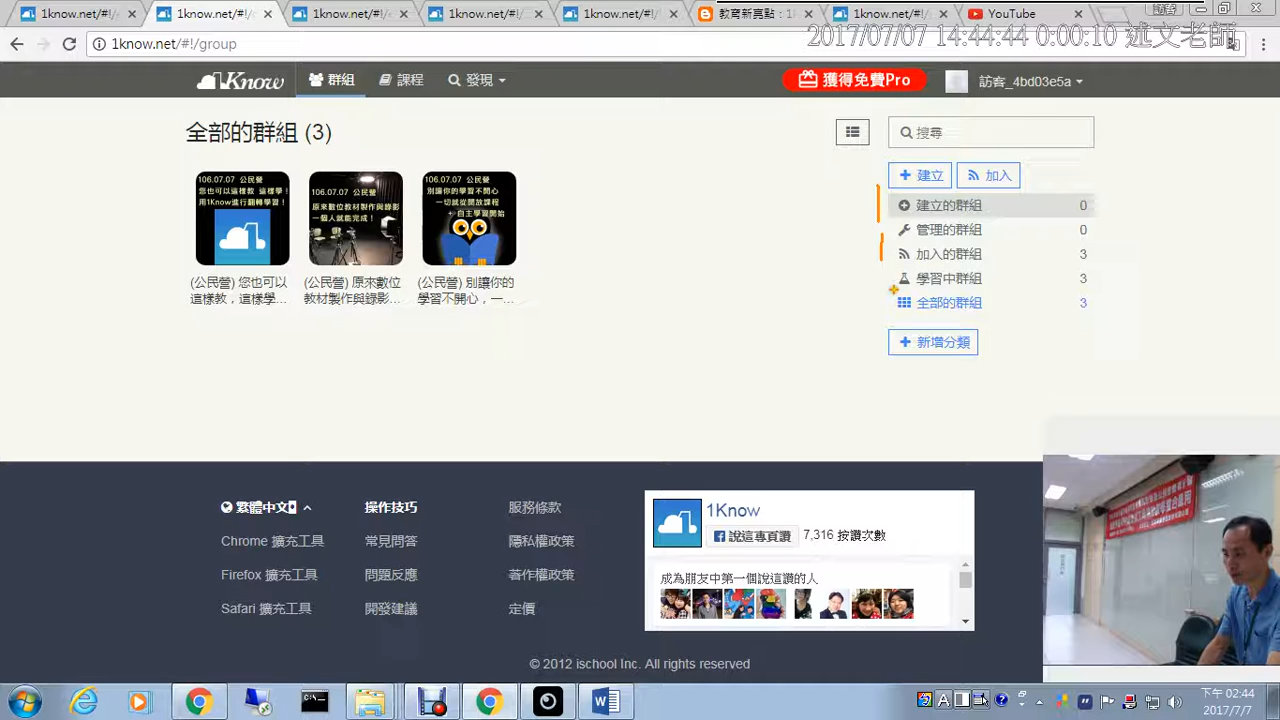 1know.net/#!/
1know.net/#!/
1know.net/#!/s
1know.net/#!/
1know.net/#!/
教育新亮點：1
1know.net/#!/
YouTube
訪客
1know.net/#!/group
2017/07/07 14:44:44 0:00:10 述文老師
1Know
群組
課程
發現
獲得免費Pro
訪客_4bd03e5a
全部的群組 (3)
搜尋
建立
加入
建立的群組 0
管理的群組 0
加入的群組 3
學習中群組 3
全部的群組 3
新增分類
106.07.07 公民營
您也可以這樣教 這樣學！
用1Know進行翻轉學習！
106.07.07 公民營
原來數位教材製作與錄影
一個人就能完成！
106.07.07 公民營
別讓你的學習不開心
一切就從開放課程
+ 自主學習開始
(公民營) 您也可以
這樣教，這樣學...
(公民營) 原來數位
教材製作與錄影...
(公民營) 別讓你的
學習不開心，一...
繁體中文
Chrome 擴充工具
Firefox 擴充工具
Safari 擴充工具
操作技巧
常見問答
問題反應
開發建議
服務條款
隱私權政策
著作權政策
定價
1Know
說這專頁讚
7,316 按讚次數
成為朋友中第一個說這讚的人
© 2012 ischool Inc. All rights reserved
下午 02:44
2017/7/7